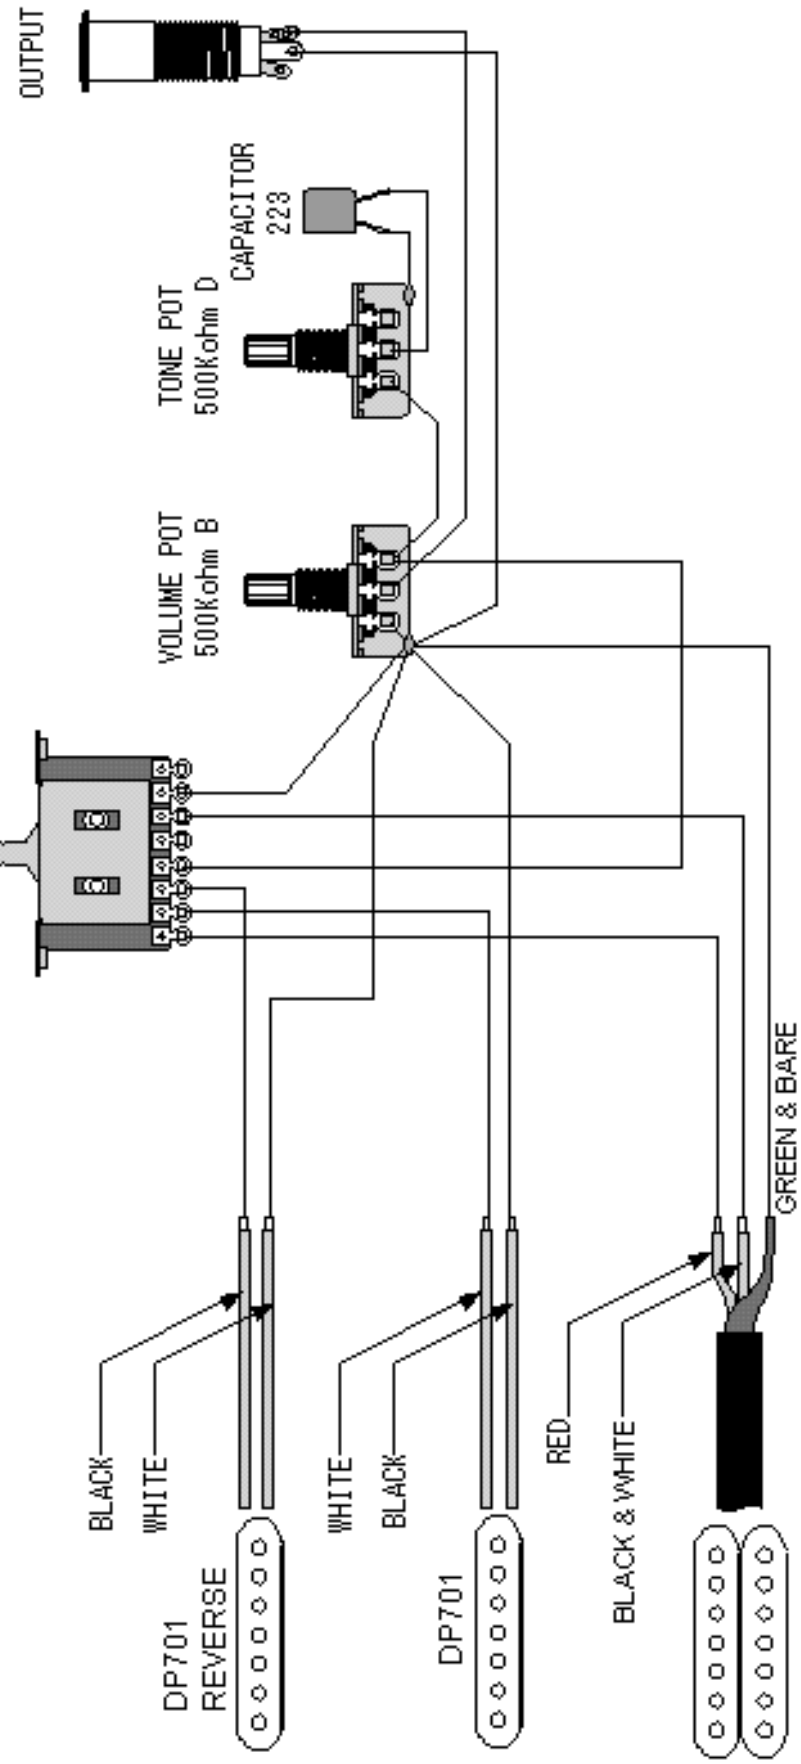 OUTPUT
CAPACITOR
223
TONE POT
500Kohm D
VOLUME POT
500Kohm B
GREEN & BARE
BLACK
WHITE
WHITE
BLACK
RED
BLACK & WHITE
DP701
REVERSE
DP701